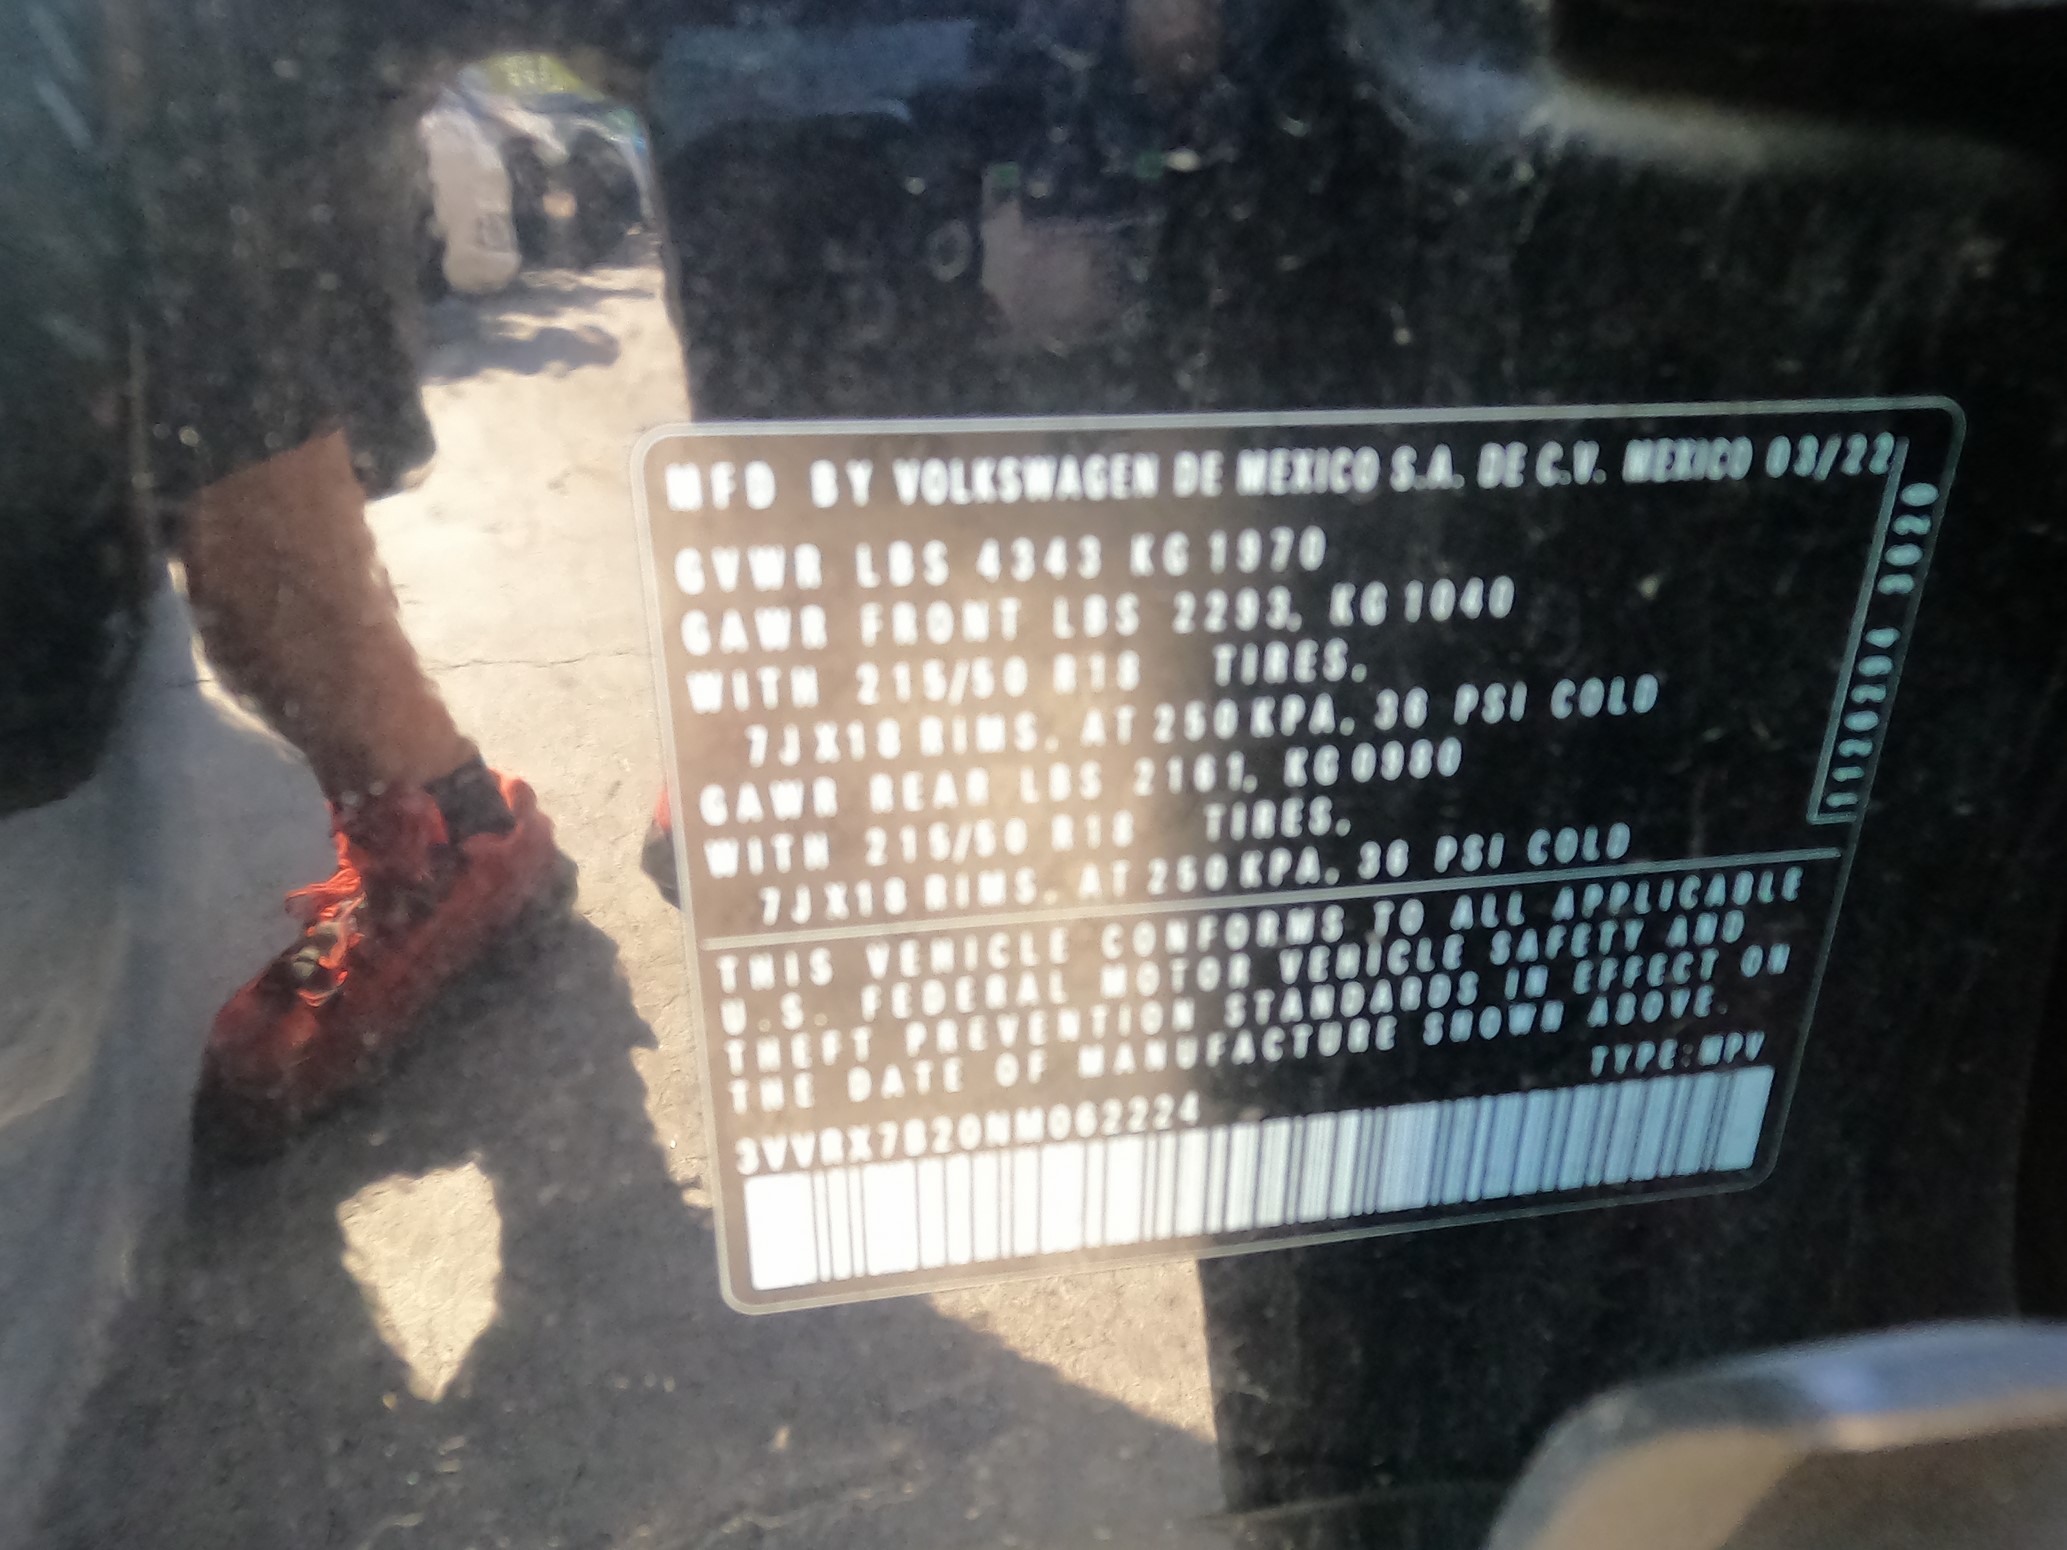 MFD BY VOLKSWAGEN DE MEXICO S.A. DE C.V. MEXICO 03/22
GVWR LBS 4343 KG 1970
GAWR FRONT LBS 2293, KG 1040
WITH 215/50 R18 TIRES,
7JX18 RIMS, AT 250 KPA, 36 PSI COLD
GAWR REAR LBS 2161, KG 0980
WITH 215/50 R18 TIRES,
7JX18 RIMS, AT 250 KPA, 36 PSI COLD
THIS VEHICLE CONFORMS TO ALL APPLICABLE
U.S. FEDERAL MOTOR VEHICLE SAFETY AND
THEFT PREVENTION STANDARDS IN EFFECT ON
THE DATE OF MANUFACTURE SHOWN ABOVE.
TYPE:MPV
3VVRX7B20NM062224